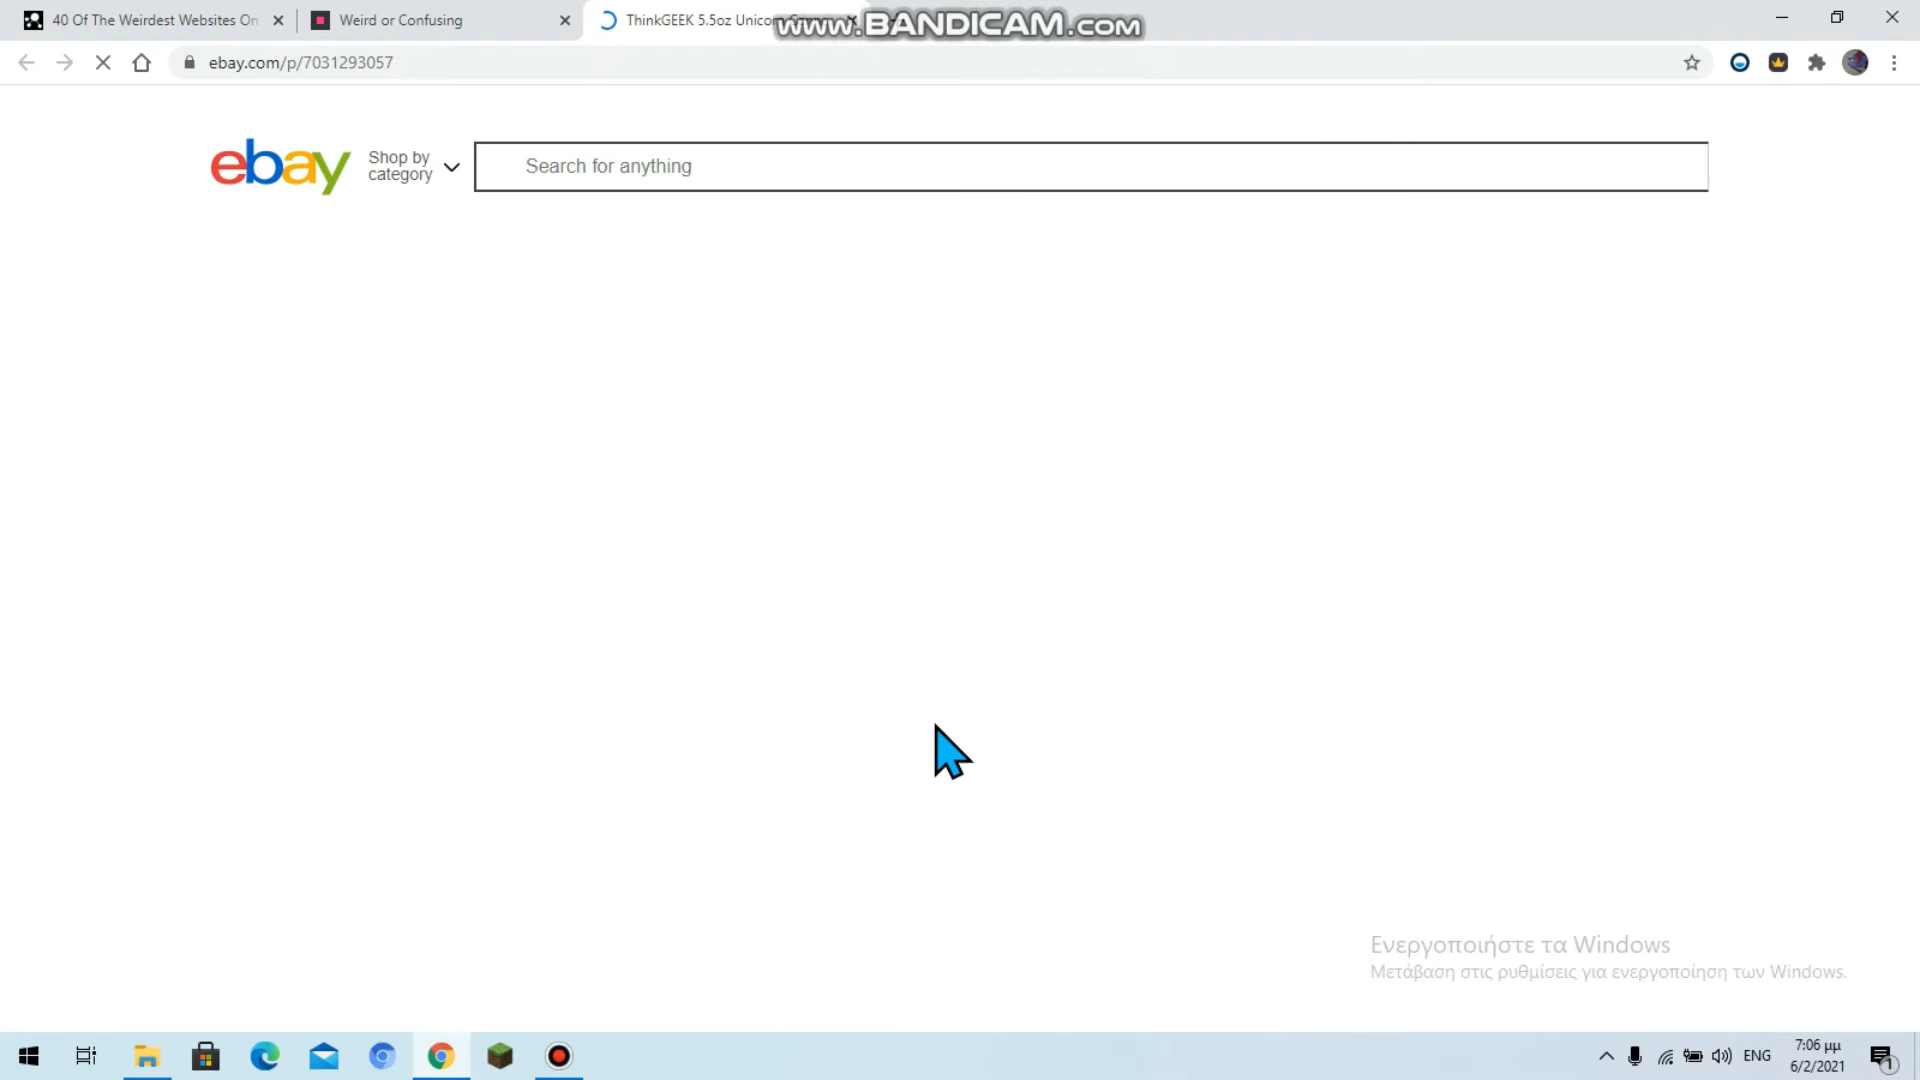 40 Of The Weirdest Websites On
Weird or Confusing
ThinkGEEK 5.5oz
www.BANDICAM.com
ebay.com/p/7031293057
ebay
Shop by
category
Search for anything
Ενεργοποιήστε τα Windows
Μετάβαση στις ρυθμίσεις για ενεργοποίηση των Windows.
ENG
7:06 μμ
6/2/2021
1